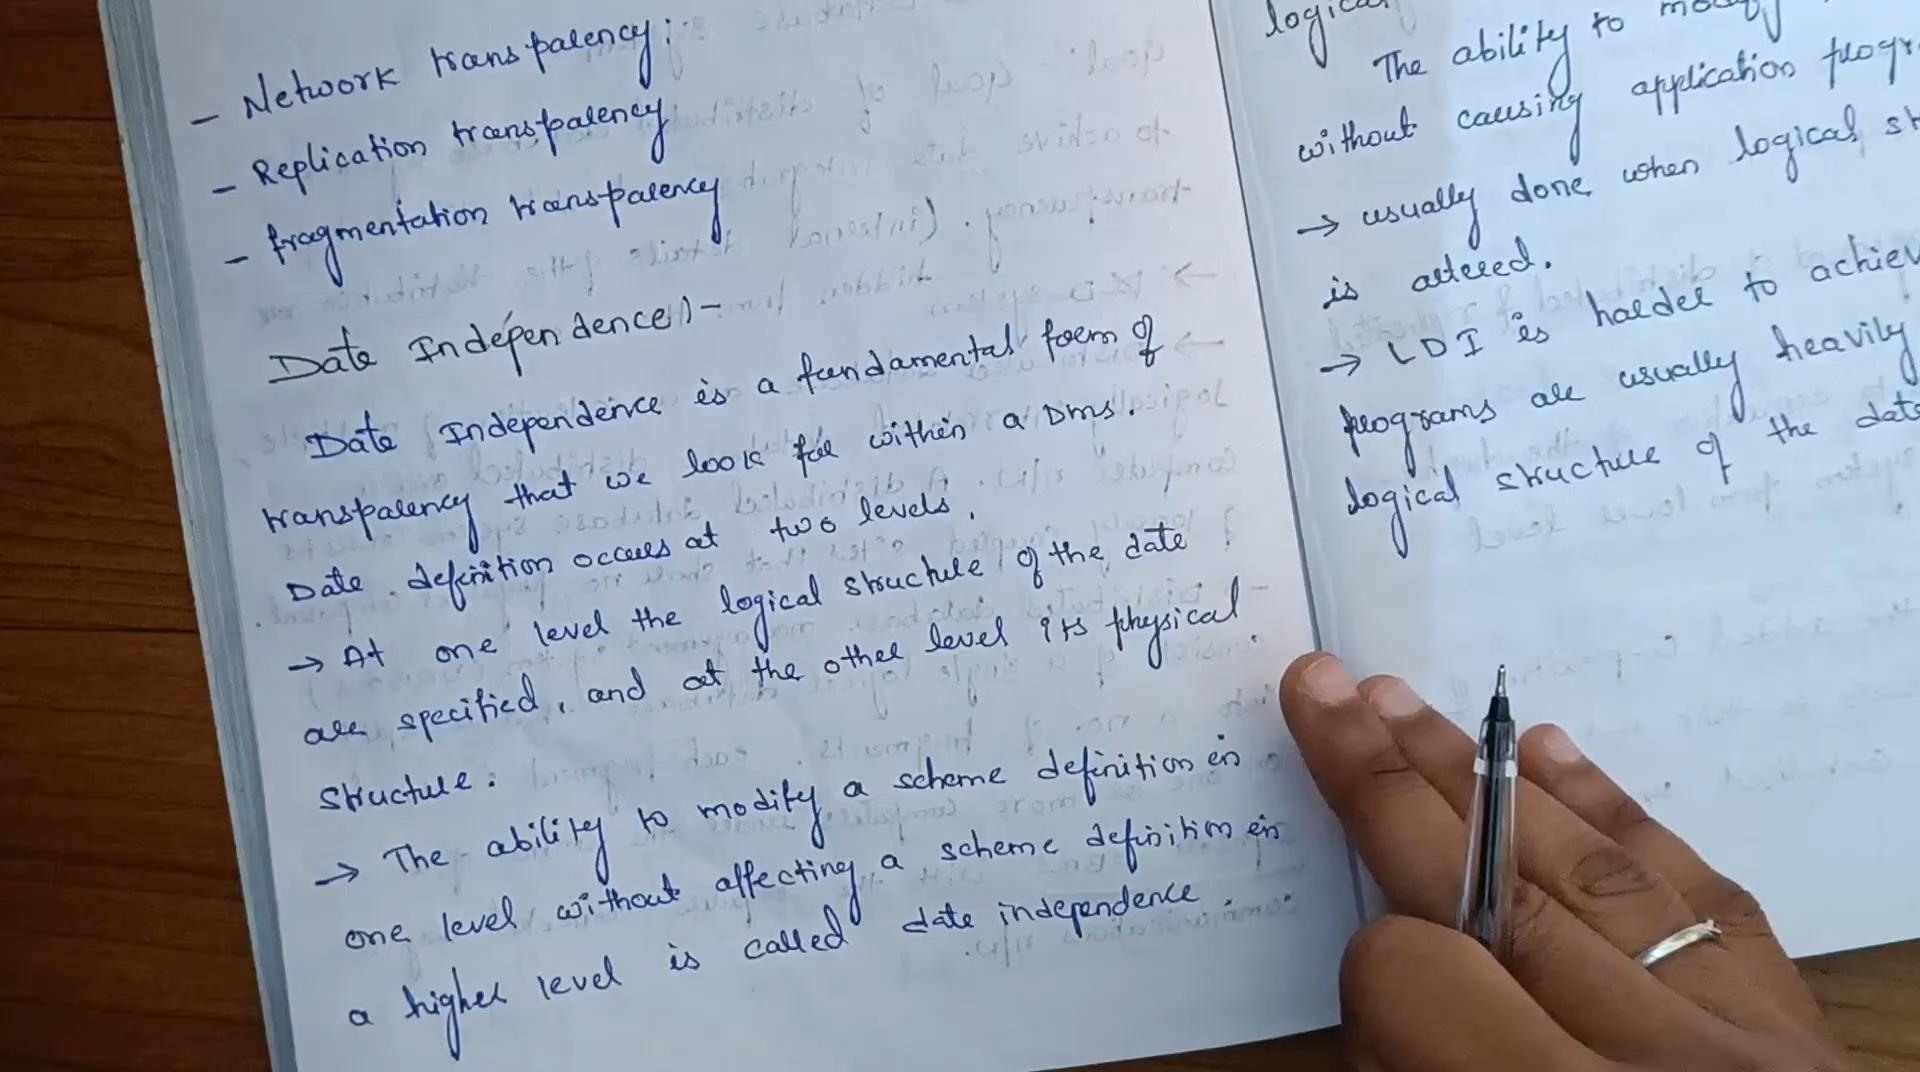 - Network transparency:
- Replication transparency
- fragmentation transparency
Data Independence:-
Data Independence is a fundamental form of
transparency that we look for within a DMS.
Data definition occurs at two levels.
→ At one level the logical structure of the data
are specified, and at the other level its physical
structure.
→ The ability to modify a scheme definition in
one level without affecting a scheme definition in
a higher level is called data independence.
logical
The ability to
without causing application
→ usually done when logical
is altered.
→ LDI is harder to
programs are usually heavily
logical structure of the data